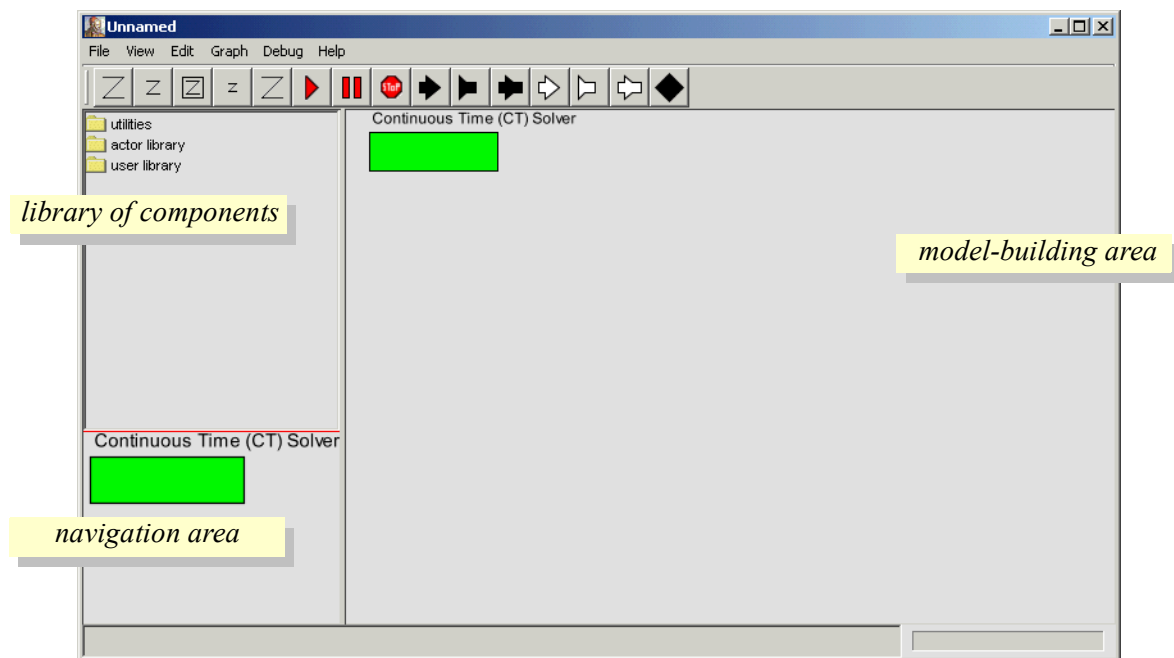 Unnamed
File View Edit Graph Debug Help
Z Z Z Z Z STOP
utilities
actor library
user library
Continuous Time (CT) Solver
library of components
model-building area
Continuous Time (CT) Solver
navigation area